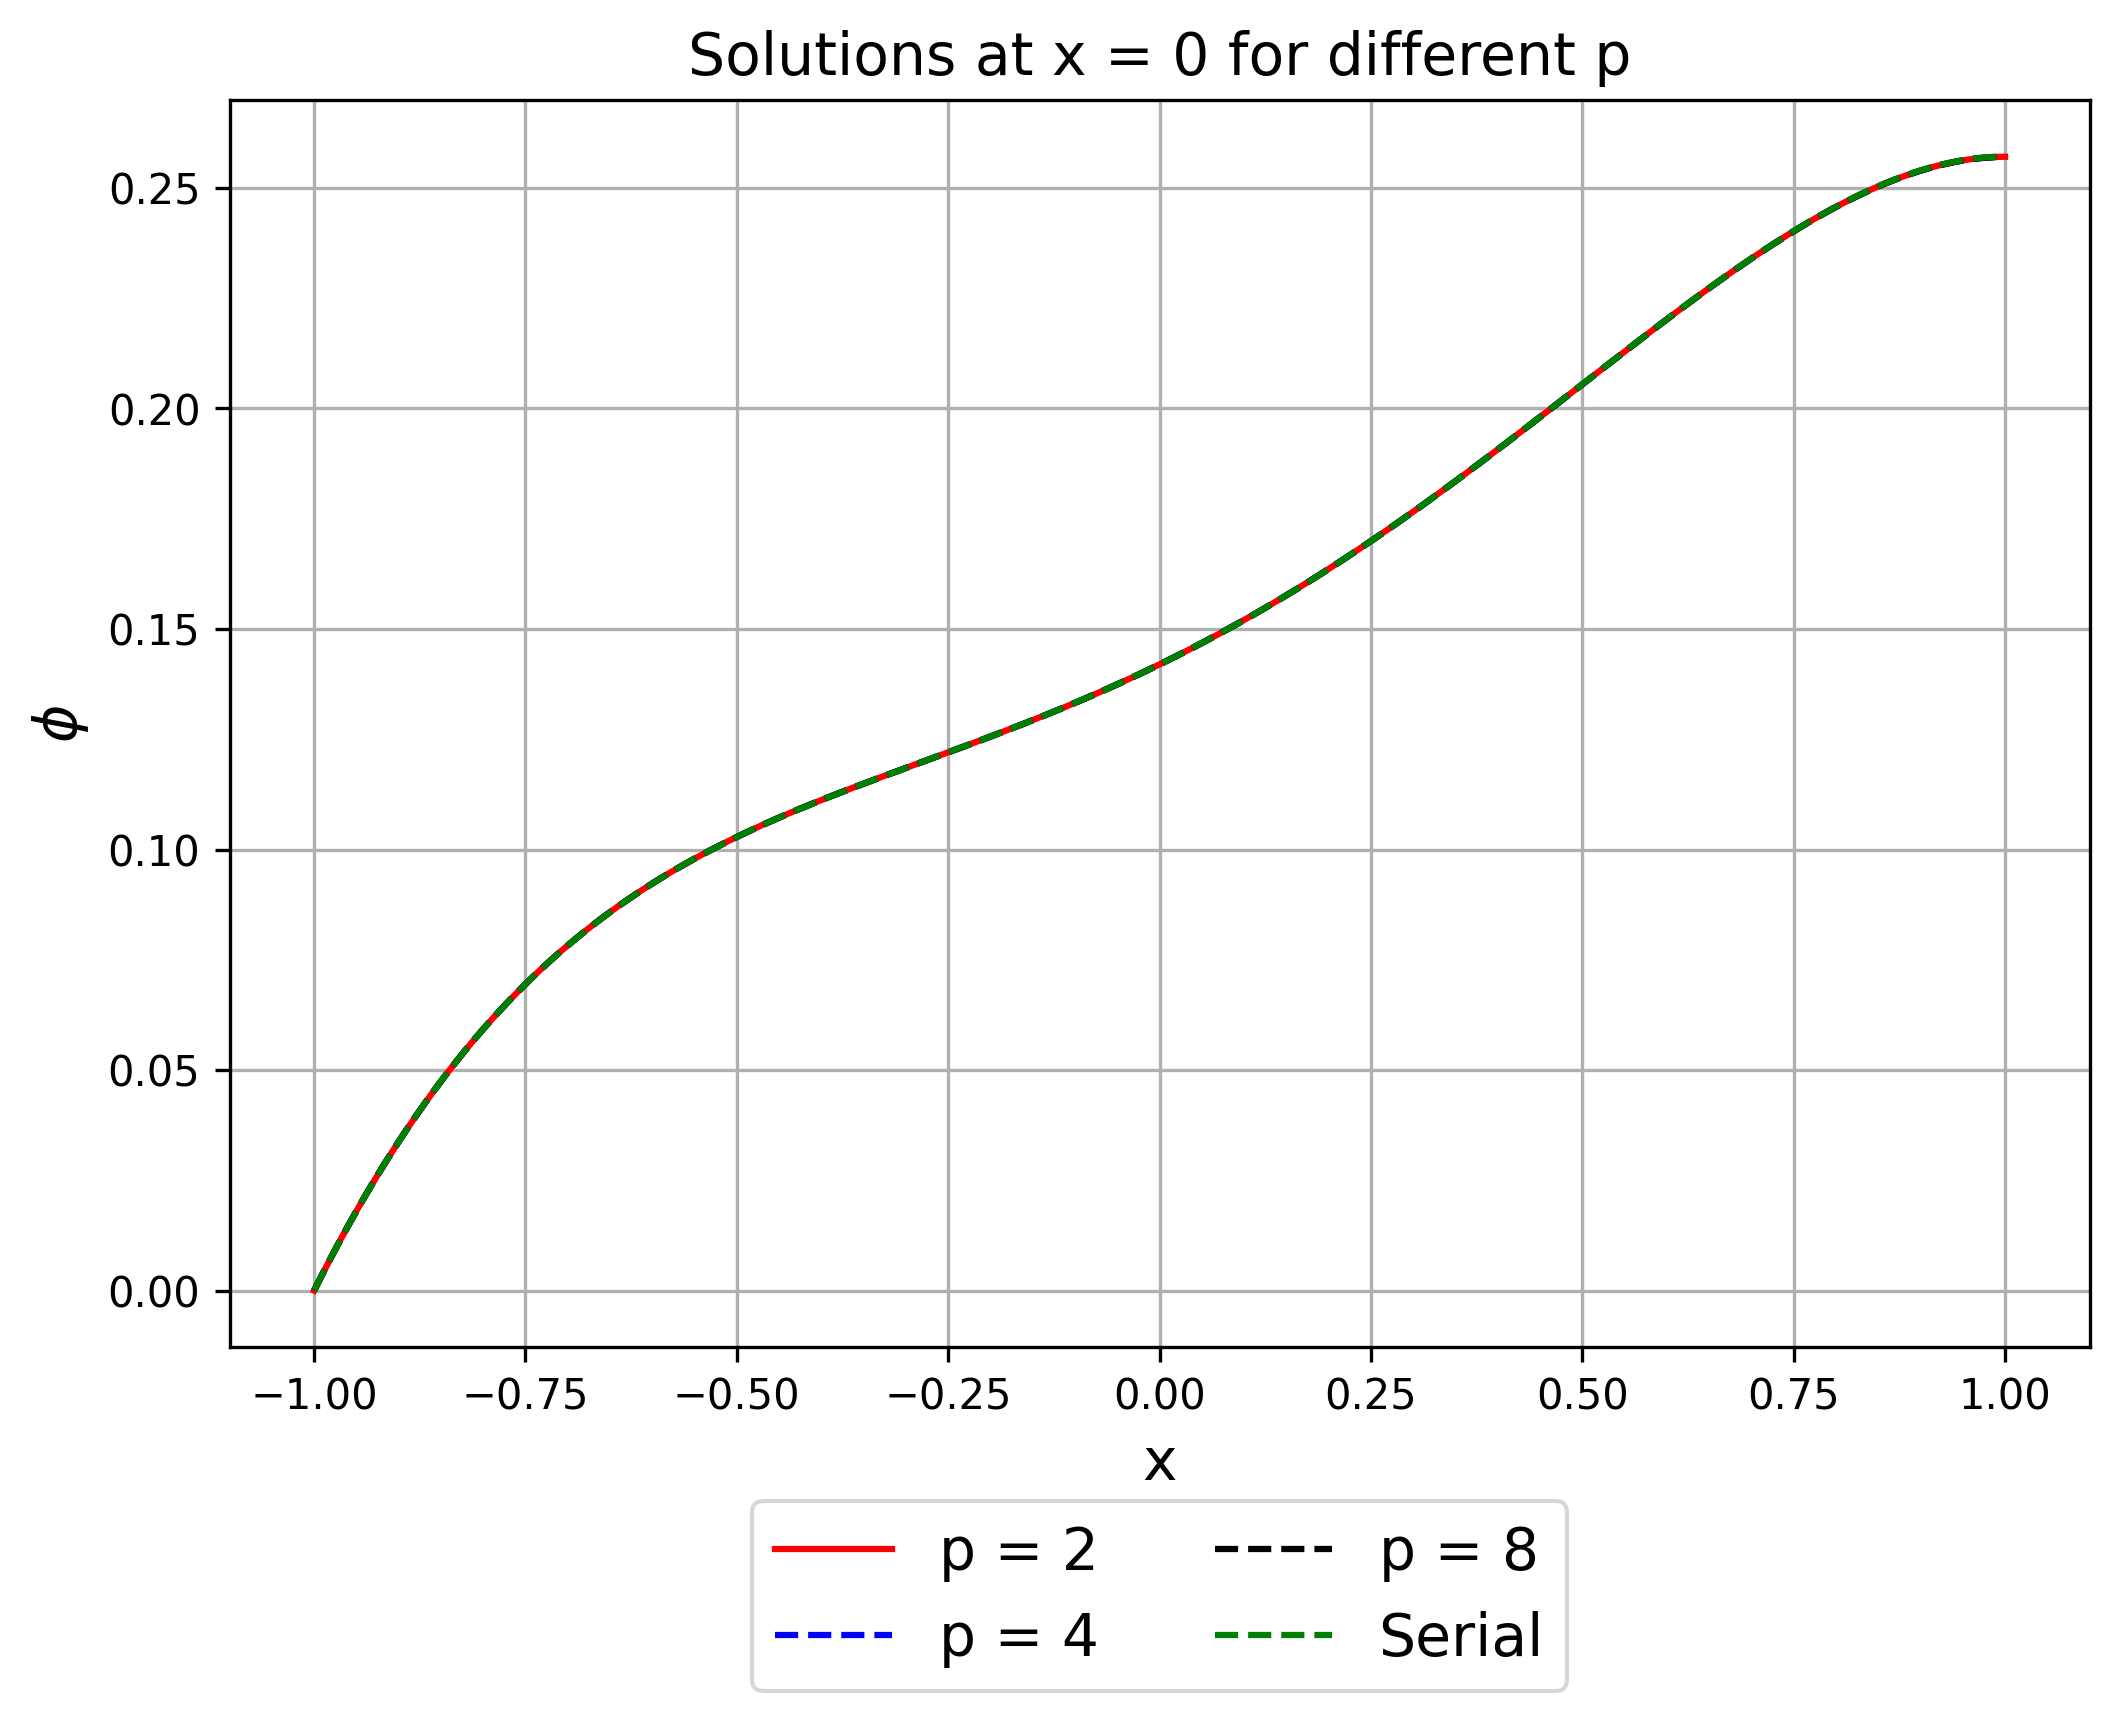 Solutions at x = 0 for different p
0.25
0.20
0.15
0.10
0.05
0.00
ϕ
−1.00 −0.75 −0.50 −0.25 0.00 0.25 0.50 0.75 1.00
x
p = 2 p = 8
p = 4 Serial